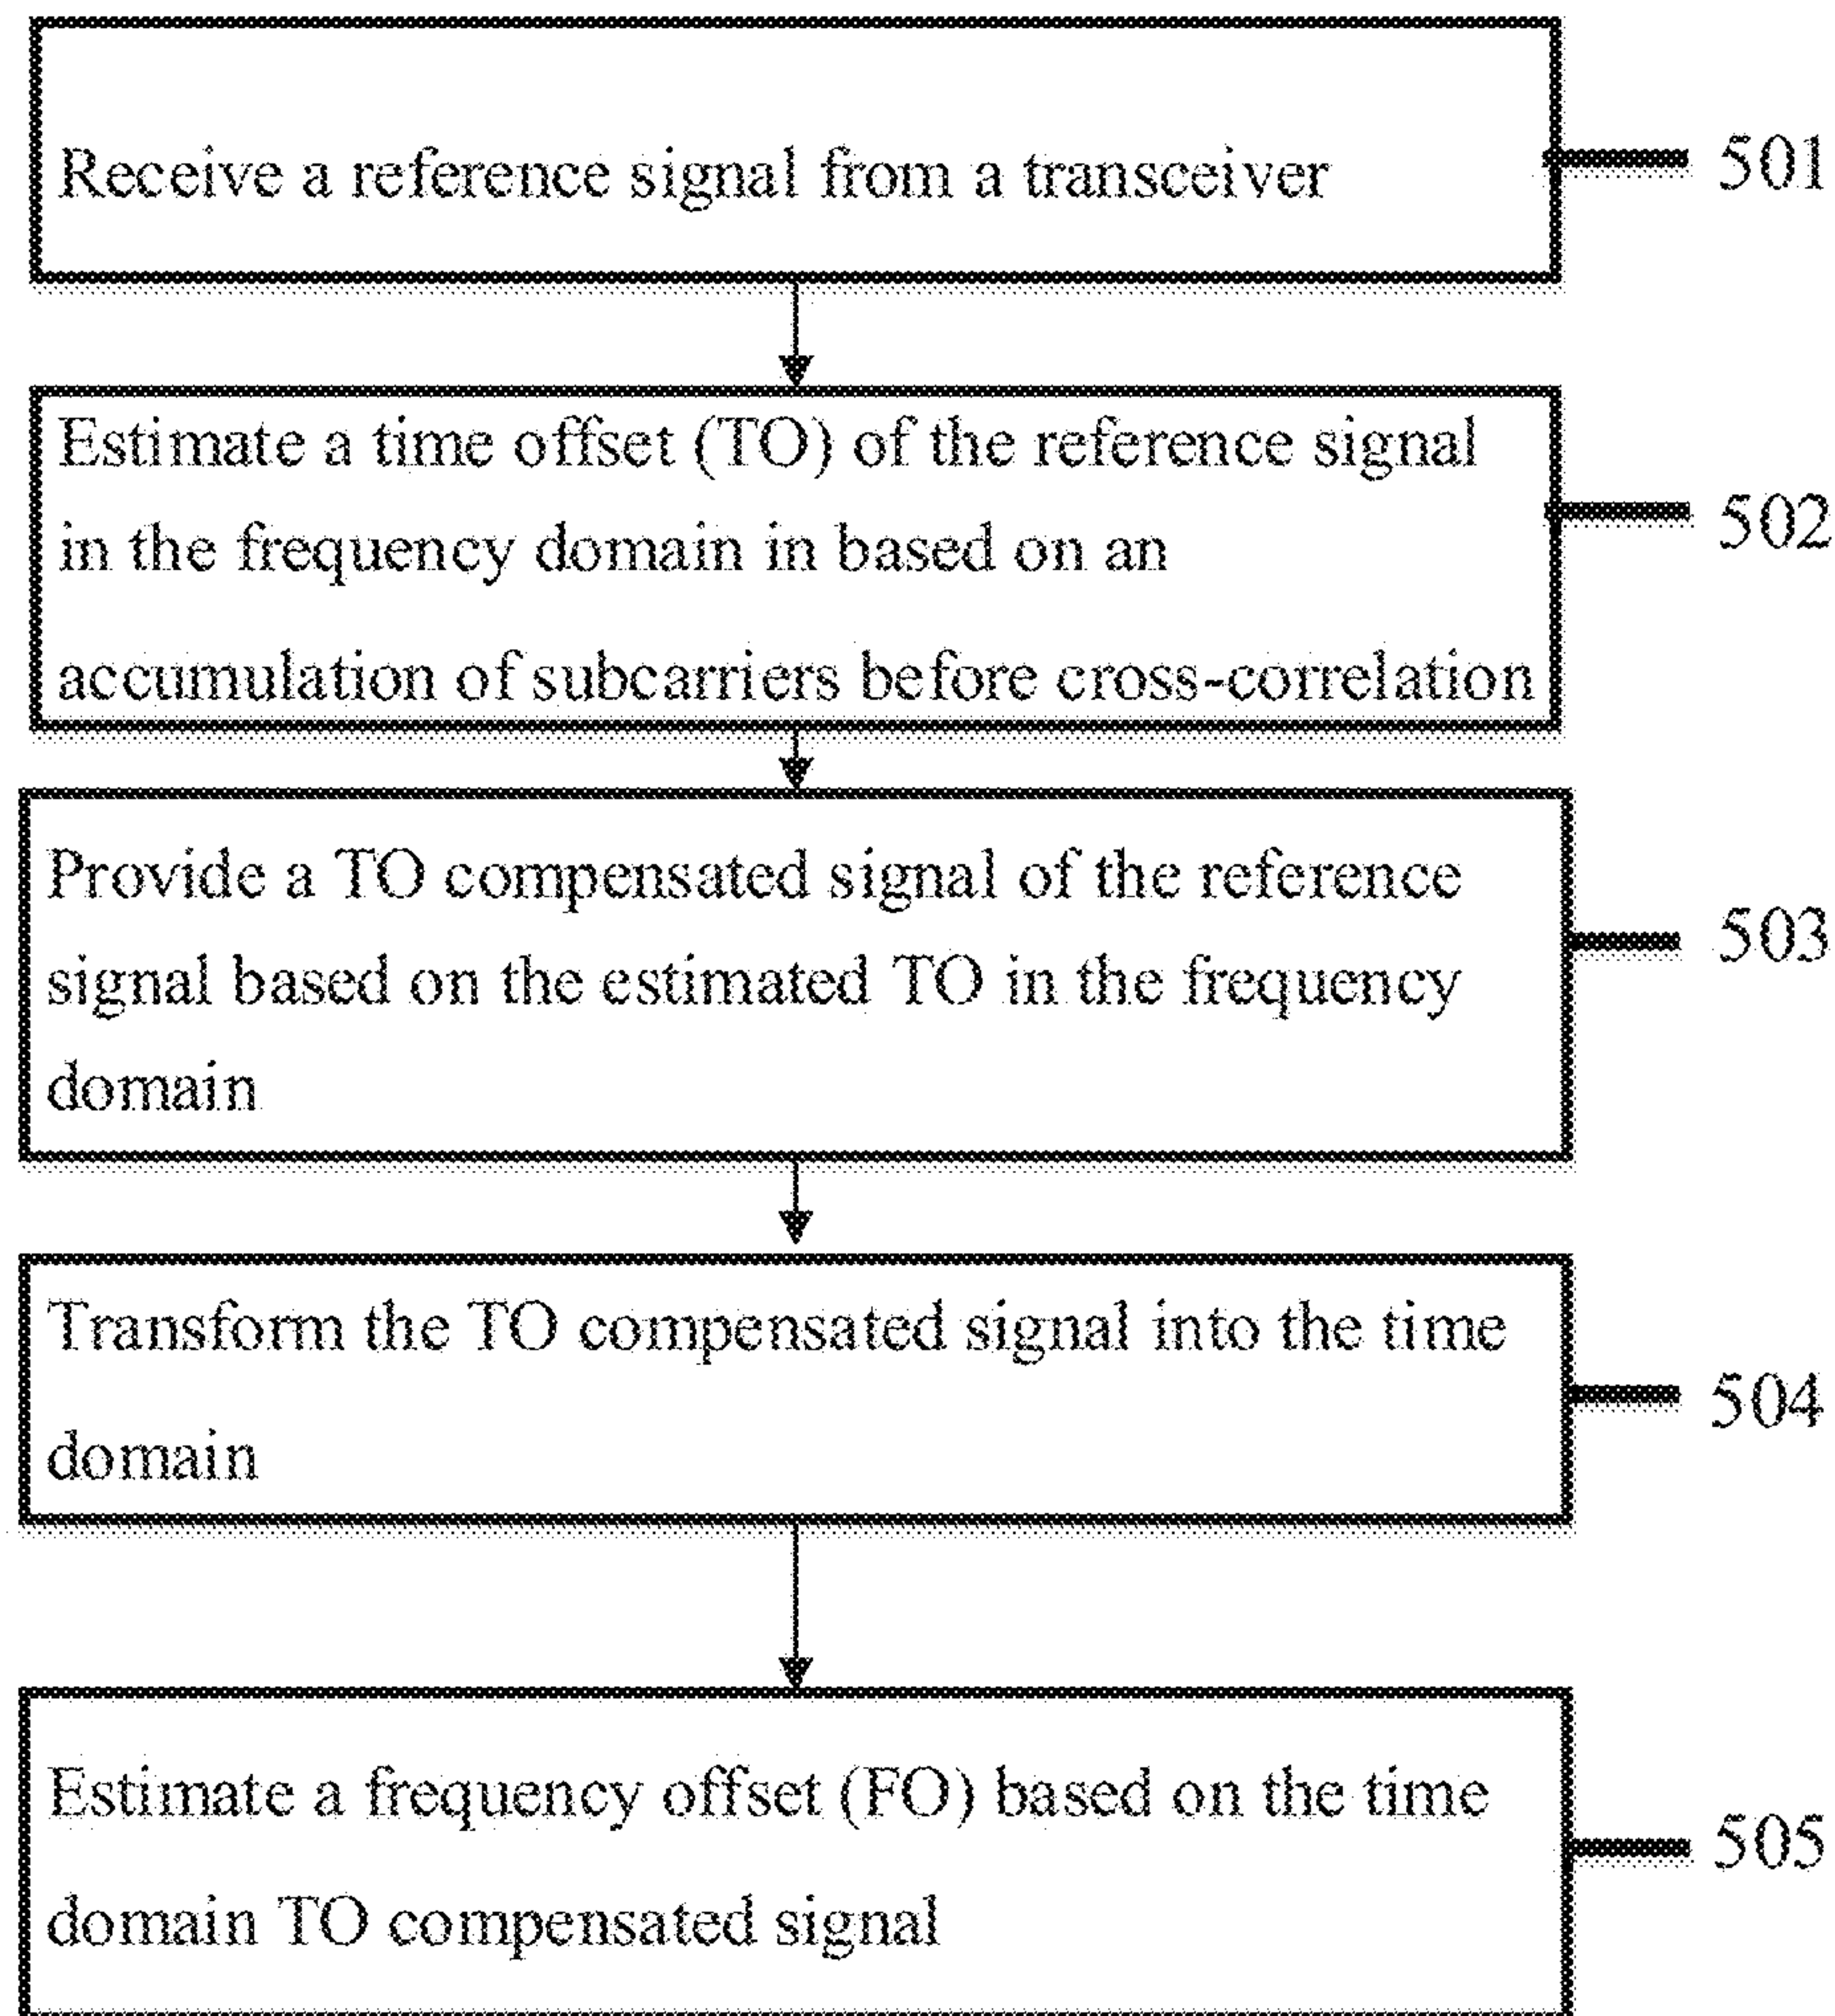 Receive a reference signal from a transceiver
501
Estimate a time offset (TO) of the reference signal
in the frequency domain in based on an
accumulation of subcarriers before cross-correlation
502
Provide a TO compensated signal of the reference
signal based on the estimated TO in the frequency
domain
503
Transform the TO compensated signal into the time
domain
504
Estimate a frequency offset (FO) based on the time
domain TO compensated signal
505